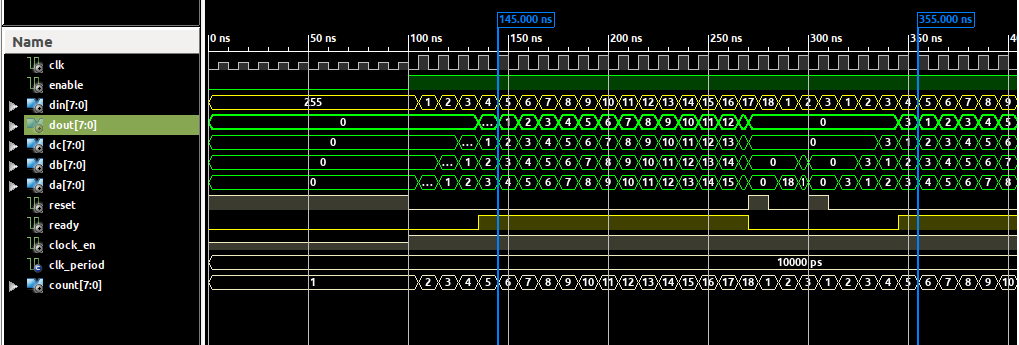 145.000 ns 355.000 ns
Name 0 ns 50 ns 100 ns 150 ns 200 ns 250 ns 300 ns 350 ns
clk
enable
din[7:0] 255 1 2 3 4 5 6 7 8 9 10 11 12 13 14 15 16 17 18 1 2 3 1 2 3 4 5 6 7 8 9
dout[7:0] 0 ... 1 2 3 4 5 6 7 8 9 10 11 12 0 3 1 2 3 4 5
dc[7:0] 0 ... 1 2 3 4 5 6 7 8 9 10 11 12 13 0 3 1 2 3 4 5 6
db[7:0] 0 ... 1 2 3 4 5 6 7 8 9 10 11 12 13 14 0 0 3 1 2 3 4 5 6 7
da[7:0] 0 ... 1 2 3 4 5 6 7 8 9 10 11 12 13 14 15 0 18 0 3 1 2 3 4 5 6 7 8
reset
ready
clock_en
clk_period 10000 ps
count[7:0] 1 2 3 4 5 6 7 8 9 10 11 12 13 14 15 16 17 18 1 2 3 1 2 3 4 5 6 7 8 9 10